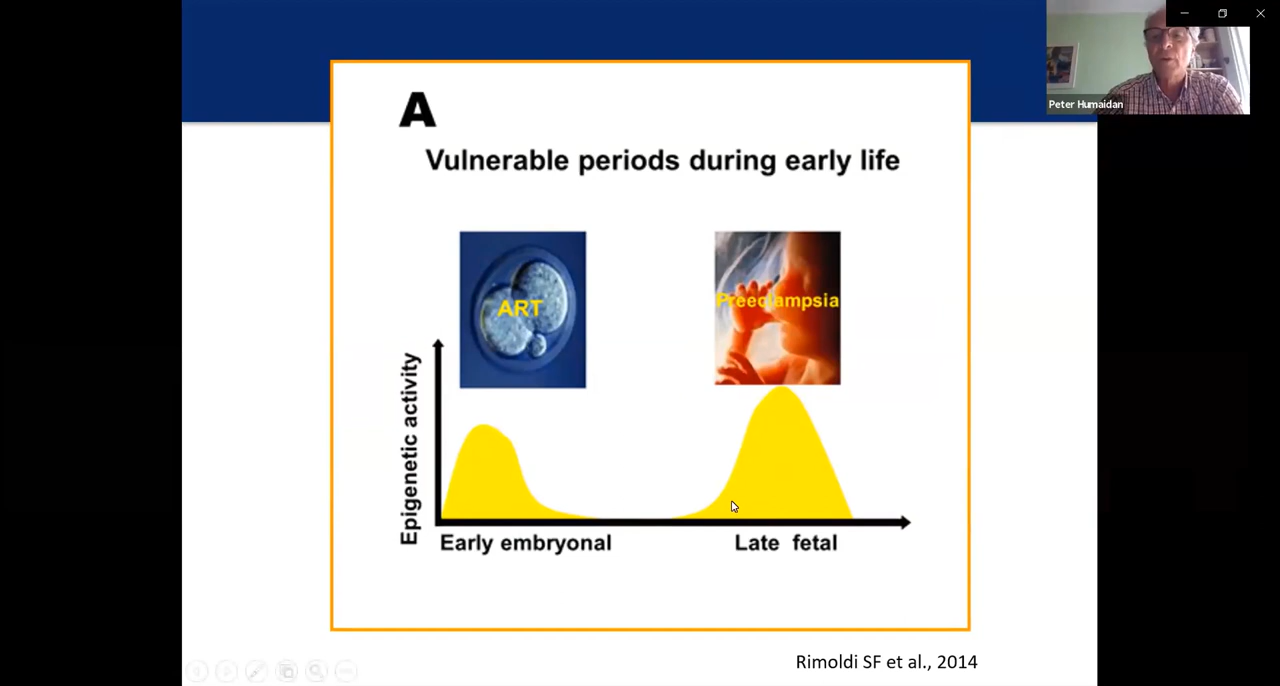 Peter Humaidan
A
Vulnerable periods during early life
ART
Preeclampsia
Epigenetic activity
Early embryonal
Late fetal
Rimoldi SF et al., 2014